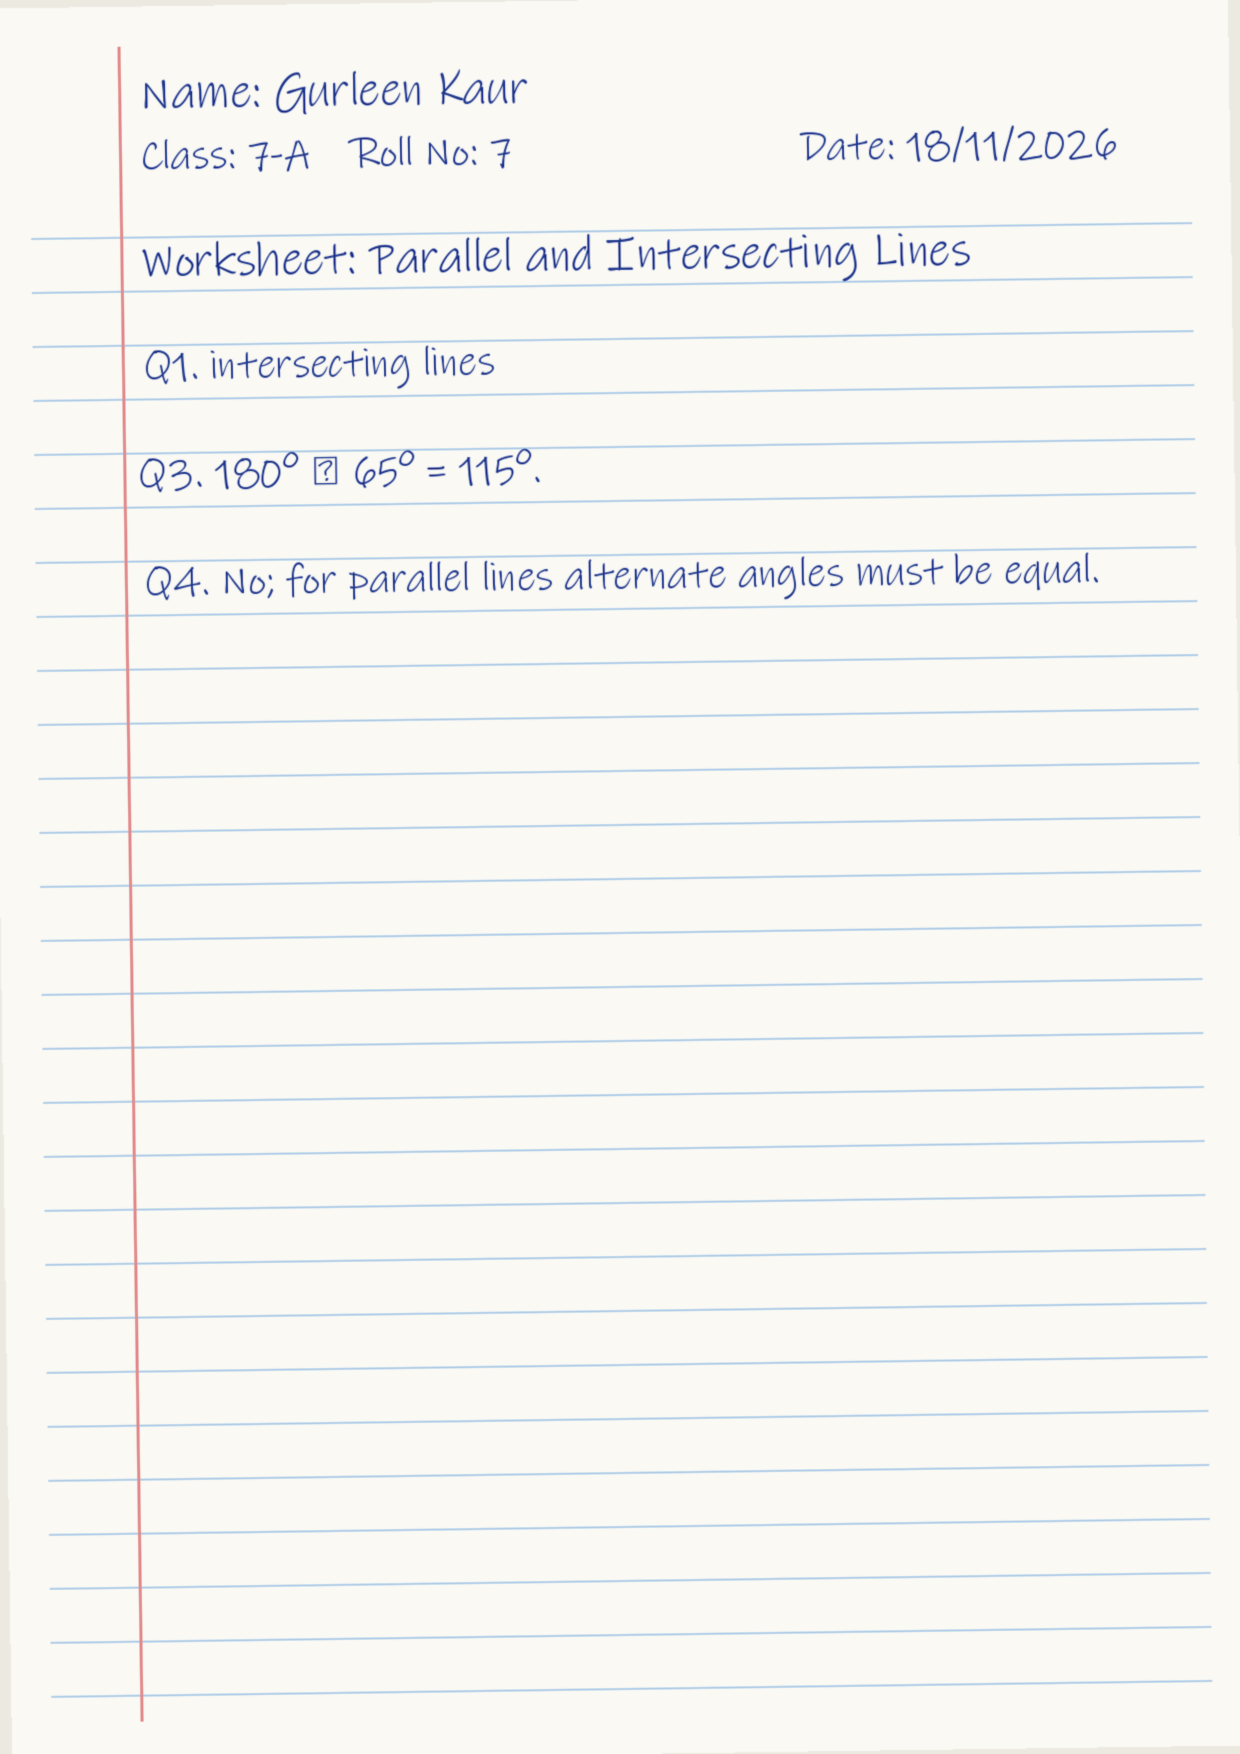 Name: Gurleen Kaur
Class: 7-A Roll No: 7
Date: 18/11/2026
Worksheet: Parallel and Intersecting Lines
Q1. intersecting lines
Q3. 180° 65° = 115°.
Q4. No; for parallel lines alternate angles must be equal.